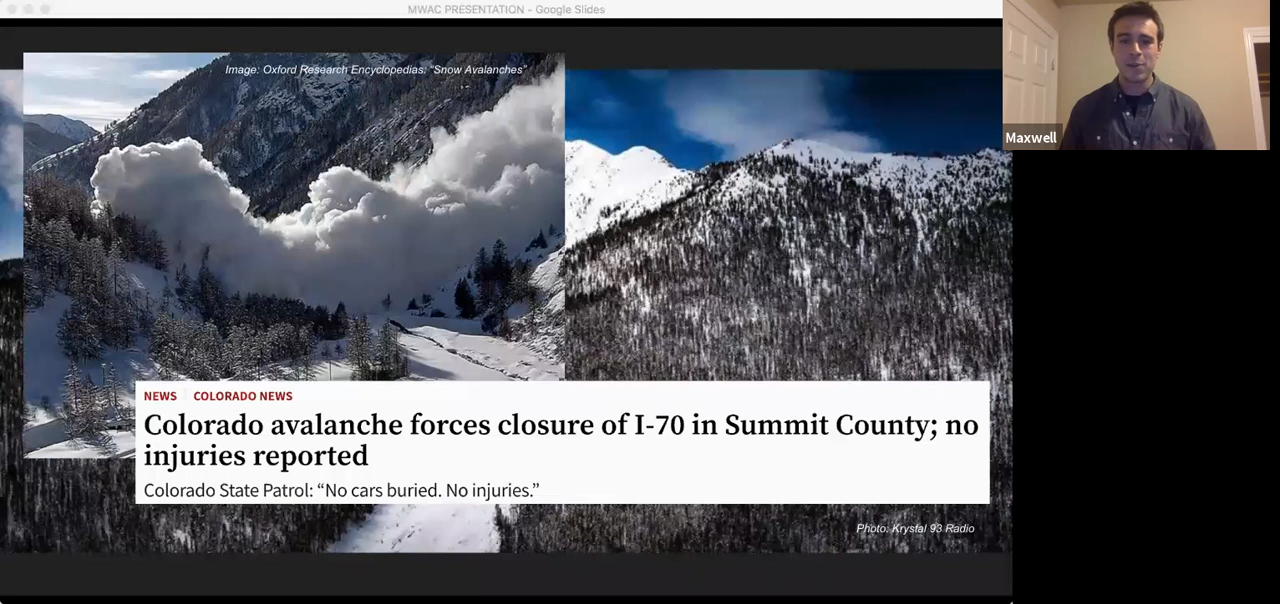 MWAC PRESENTATION - Google Slides
Image: Oxford Research Encyclopedias: "Snow Avalanches"
Maxwell
NEWS COLORADO NEWS
Colorado avalanche forces closure of I-70 in Summit County; no
injuries reported
Colorado State Patrol: “No cars buried. No injuries.”
Photo: Krystal 93 Radio